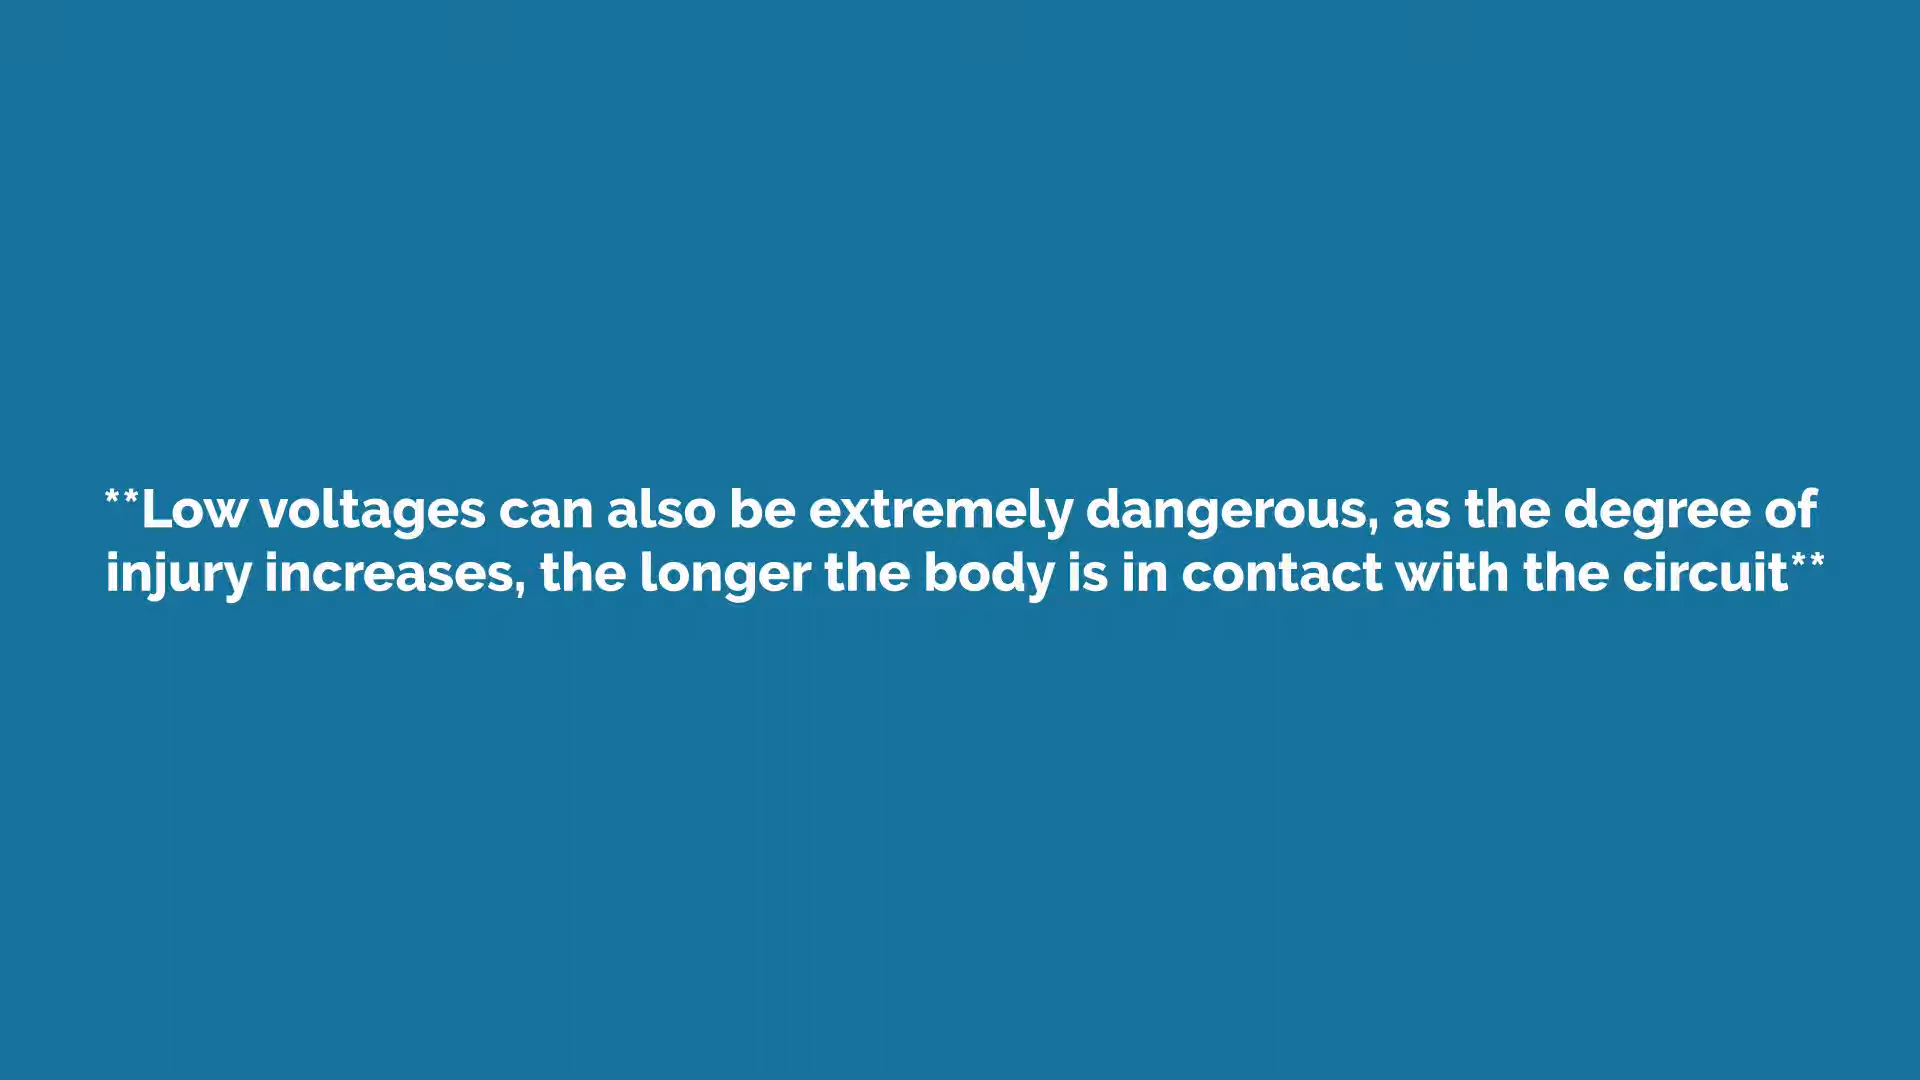 **Low voltages can also be extremely dangerous, as the degree of
injury increases, the longer the body is in contact with the circuit**